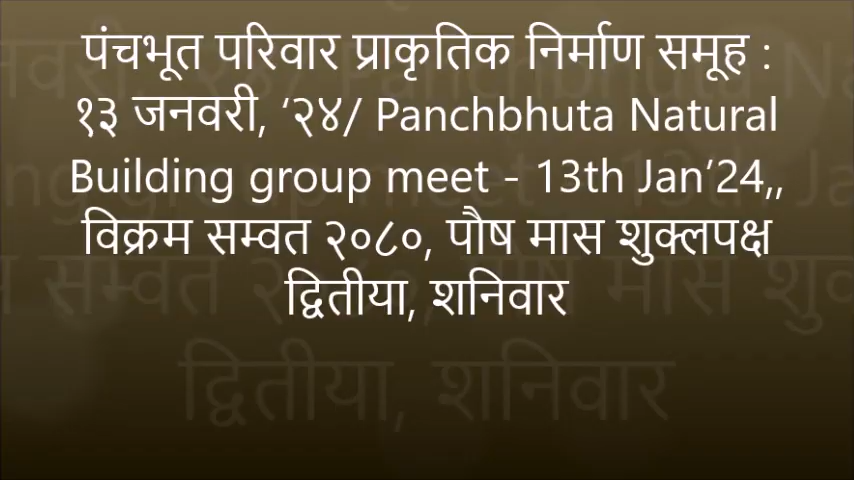 पंचभूत परिवार प्राकृतिक निर्माण समूह :
१३ जनवरी, ‘२४/ Panchbhuta Natural
Building group meet - 13th Jan’24,,
विक्रम सम्वत २०८०, पौष मास शुक्लपक्ष
द्वितीया, शनिवार